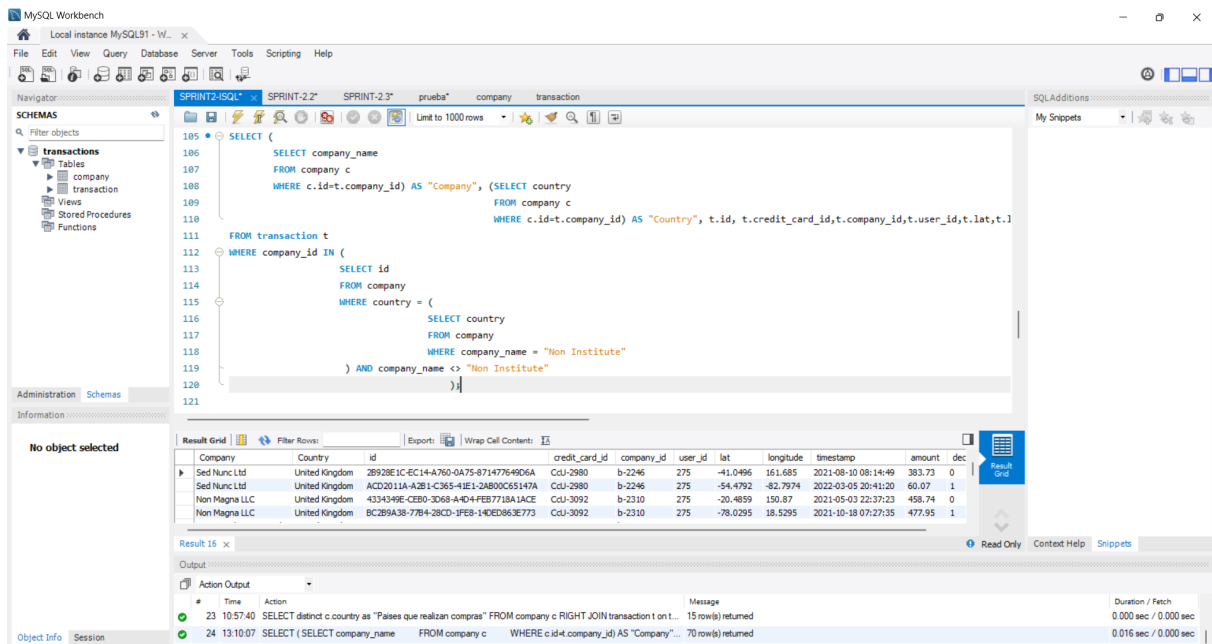 MySQL Workbench
Local instance MySQL91 - W...
File Edit View Query Database Server Tools Scripting Help
Navigator
SCHEMAS
Filter objects
transactions
Tables
company
transaction
Views
Stored Procedures
Functions
Administration Schemas
Information
No object selected
Object Info Session
SPRINT2-ISQL* SPRINT-2.2* SPRINT-2.3* prueba* company transaction
Limit to 1000 rows
105 SELECT (
106 SELECT company_name
107 FROM company c
108 WHERE c.id=t.company_id) AS "Company", (SELECT country
109 FROM company c
110 WHERE c.id=t.company_id) AS "Country", t.id, t.credit_card_id,t.company_id,t.user_id,t.lat,t.l
111 FROM transaction t
112 WHERE company_id IN (
113 SELECT id
114 FROM company
115 WHERE country = (
116 SELECT country
117 FROM company
118 WHERE company_name = "Non Institute"
119 ) AND company_name <> "Non Institute"
120 );
121
Result Grid Filter Rows: Export: Wrap Cell Content:
Company Country id credit_card_id company_id user_id lat longitude timestamp amount dec
Sed Nunc Ltd United Kingdom 2B928E1C-EC14-A760-0A75-871477649D6A CcU-2980 b-2246 275 -41.0496 161.685 2021-08-10 08:14:49 383.73 0
Sed Nunc Ltd United Kingdom ACD2011A-A2B1-C365-41E1-2AB00C65147A CcU-2980 b-2246 275 -54.4792 -82.7974 2022-03-05 20:41:20 60.07 1
Non Magna LLC United Kingdom 4334349E-CEB0-3D68-A4D4-FEB7718A1ACE CcU-3092 b-2310 275 -20.4859 150.87 2021-05-03 22:37:23 458.74 0
Non Magna LLC United Kingdom BC2B9A38-77B4-28CD-1FE8-14DED863E773 CcU-3092 b-2310 275 -78.0295 18.5295 2021-10-18 07:27:35 477.95 1
Result Grid
Result 16
Read Only
Output
Action Output
# Time Action Message Duration / Fetch
23 10:57:40 SELECT distinct c.country as "Paises que realizan compras" FROM company c RIGHT JOIN transaction t on t... 15 row(s) returned 0.000 sec / 0.000 sec
24 13:10:07 SELECT ( SELECT company_name FROM company c WHERE c.id=t.company_id) AS "Company"... 70 row(s) returned 0.016 sec / 0.000 sec
SQLAdditions
My Snippets
Context Help Snippets